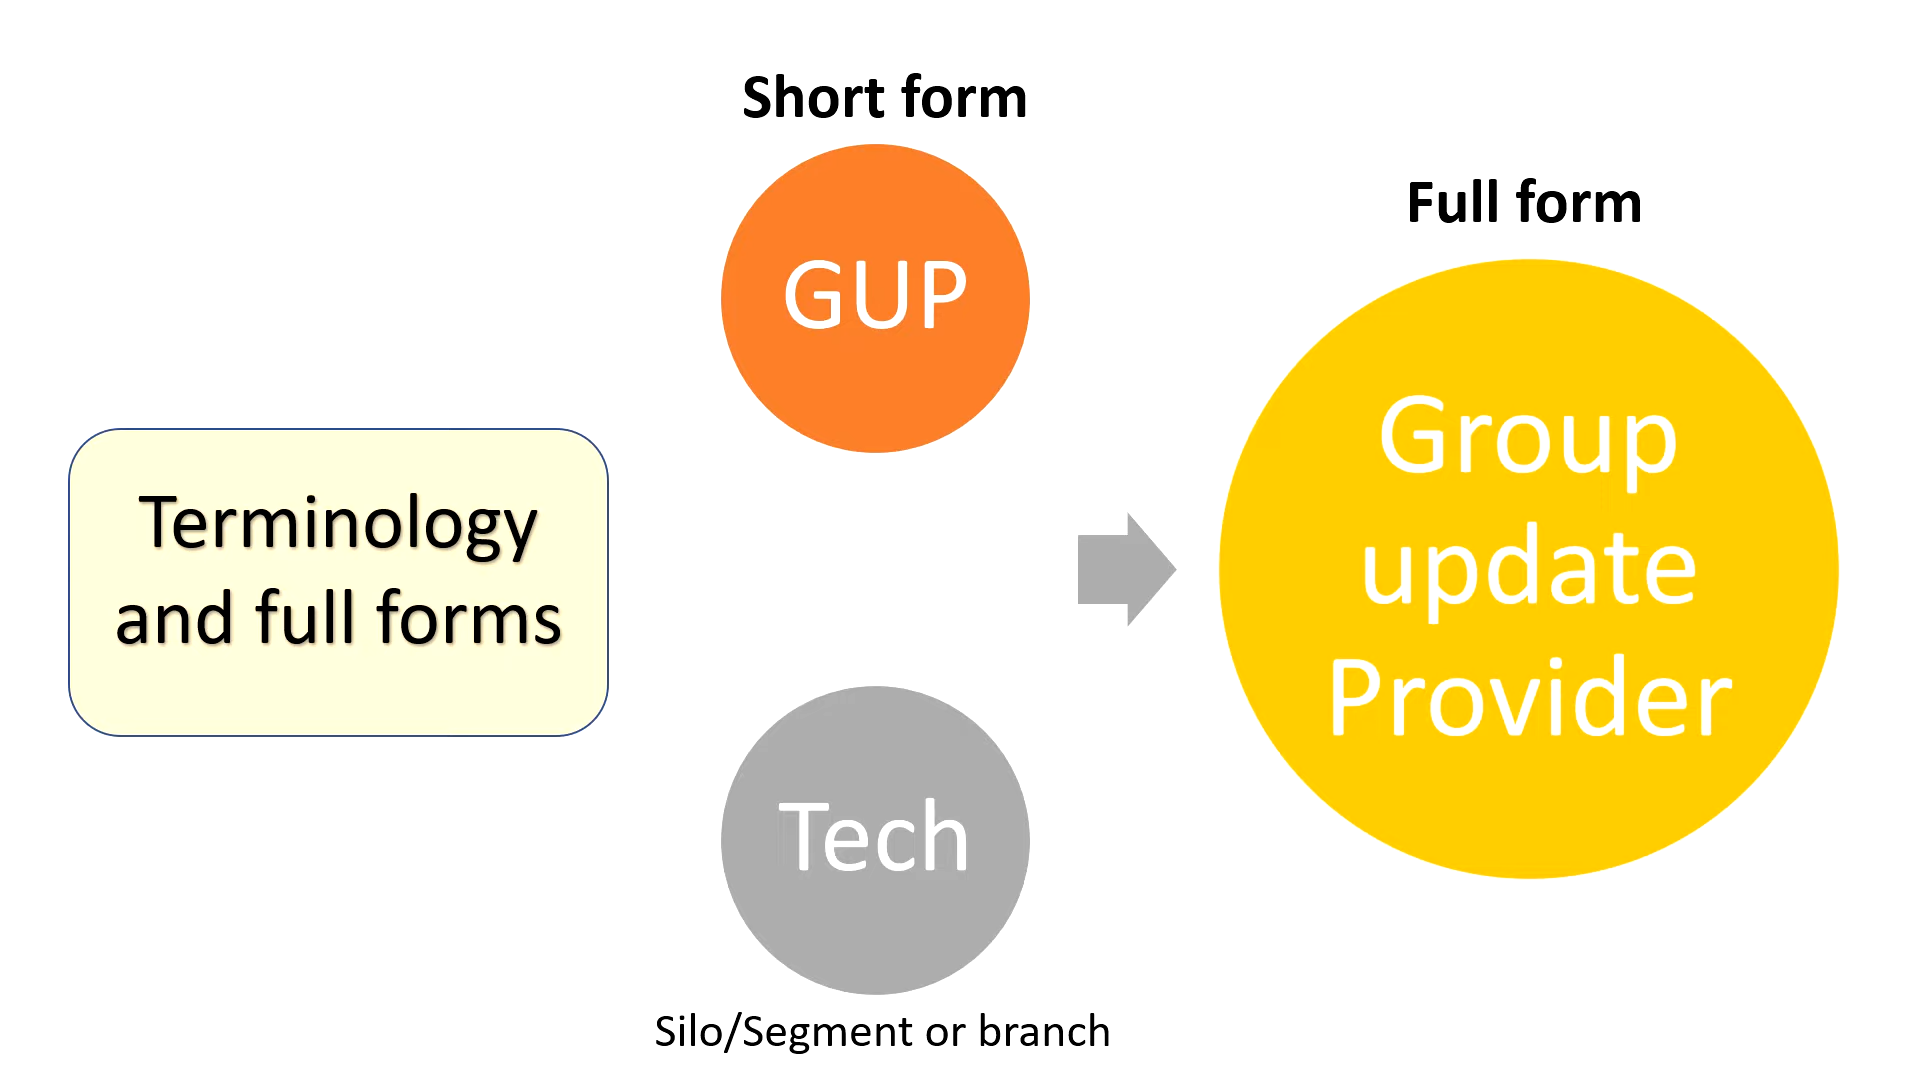 Short form
GUP
Full form
Terminology
and full forms
Group
update
Provider
Tech
Silo/Segment or branch